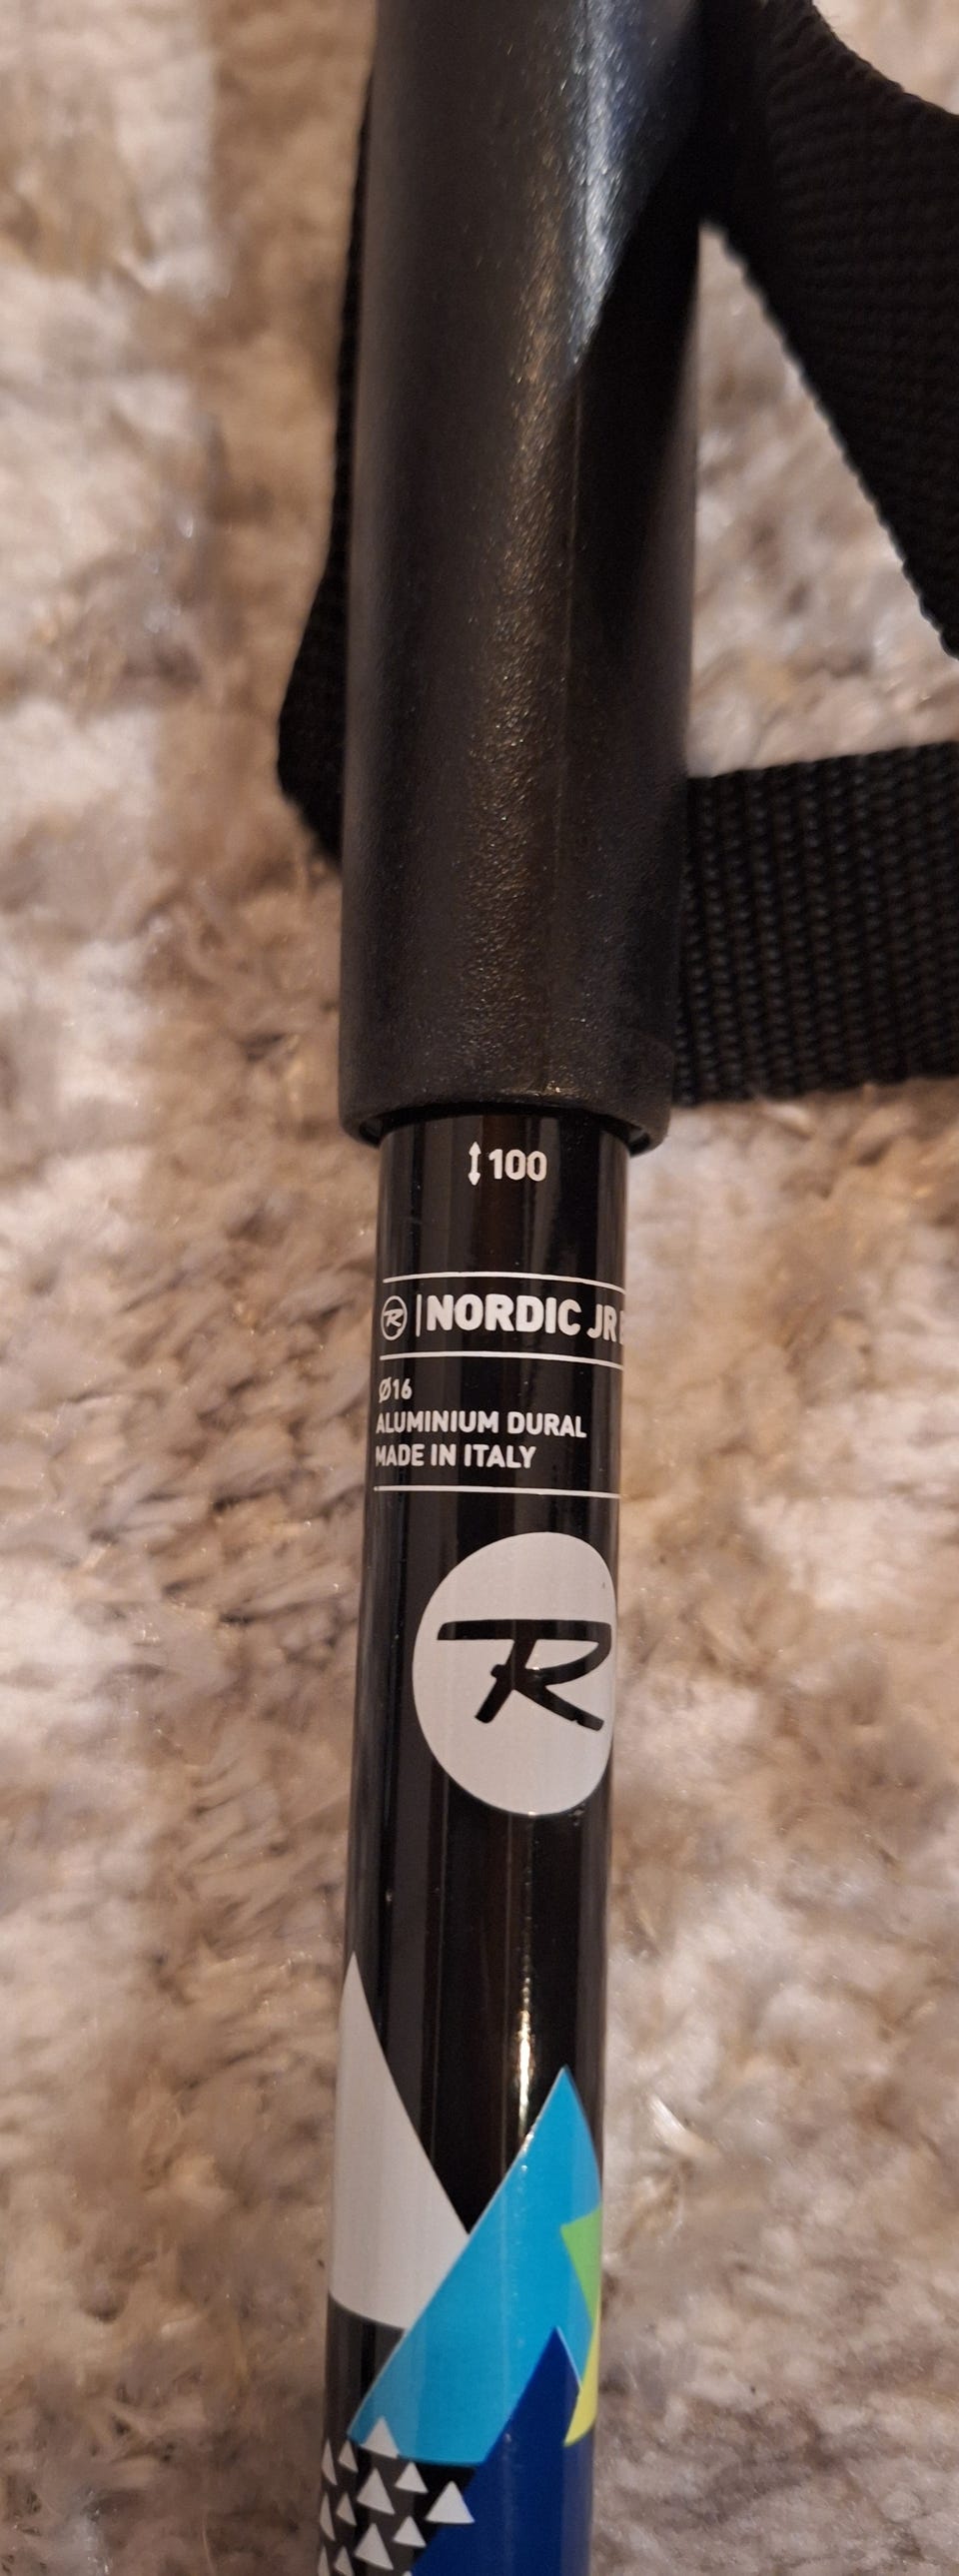 ↕100
R | NORDIC JR
Ø16
ALUMINIUM DURAL
MADE IN ITALY
R